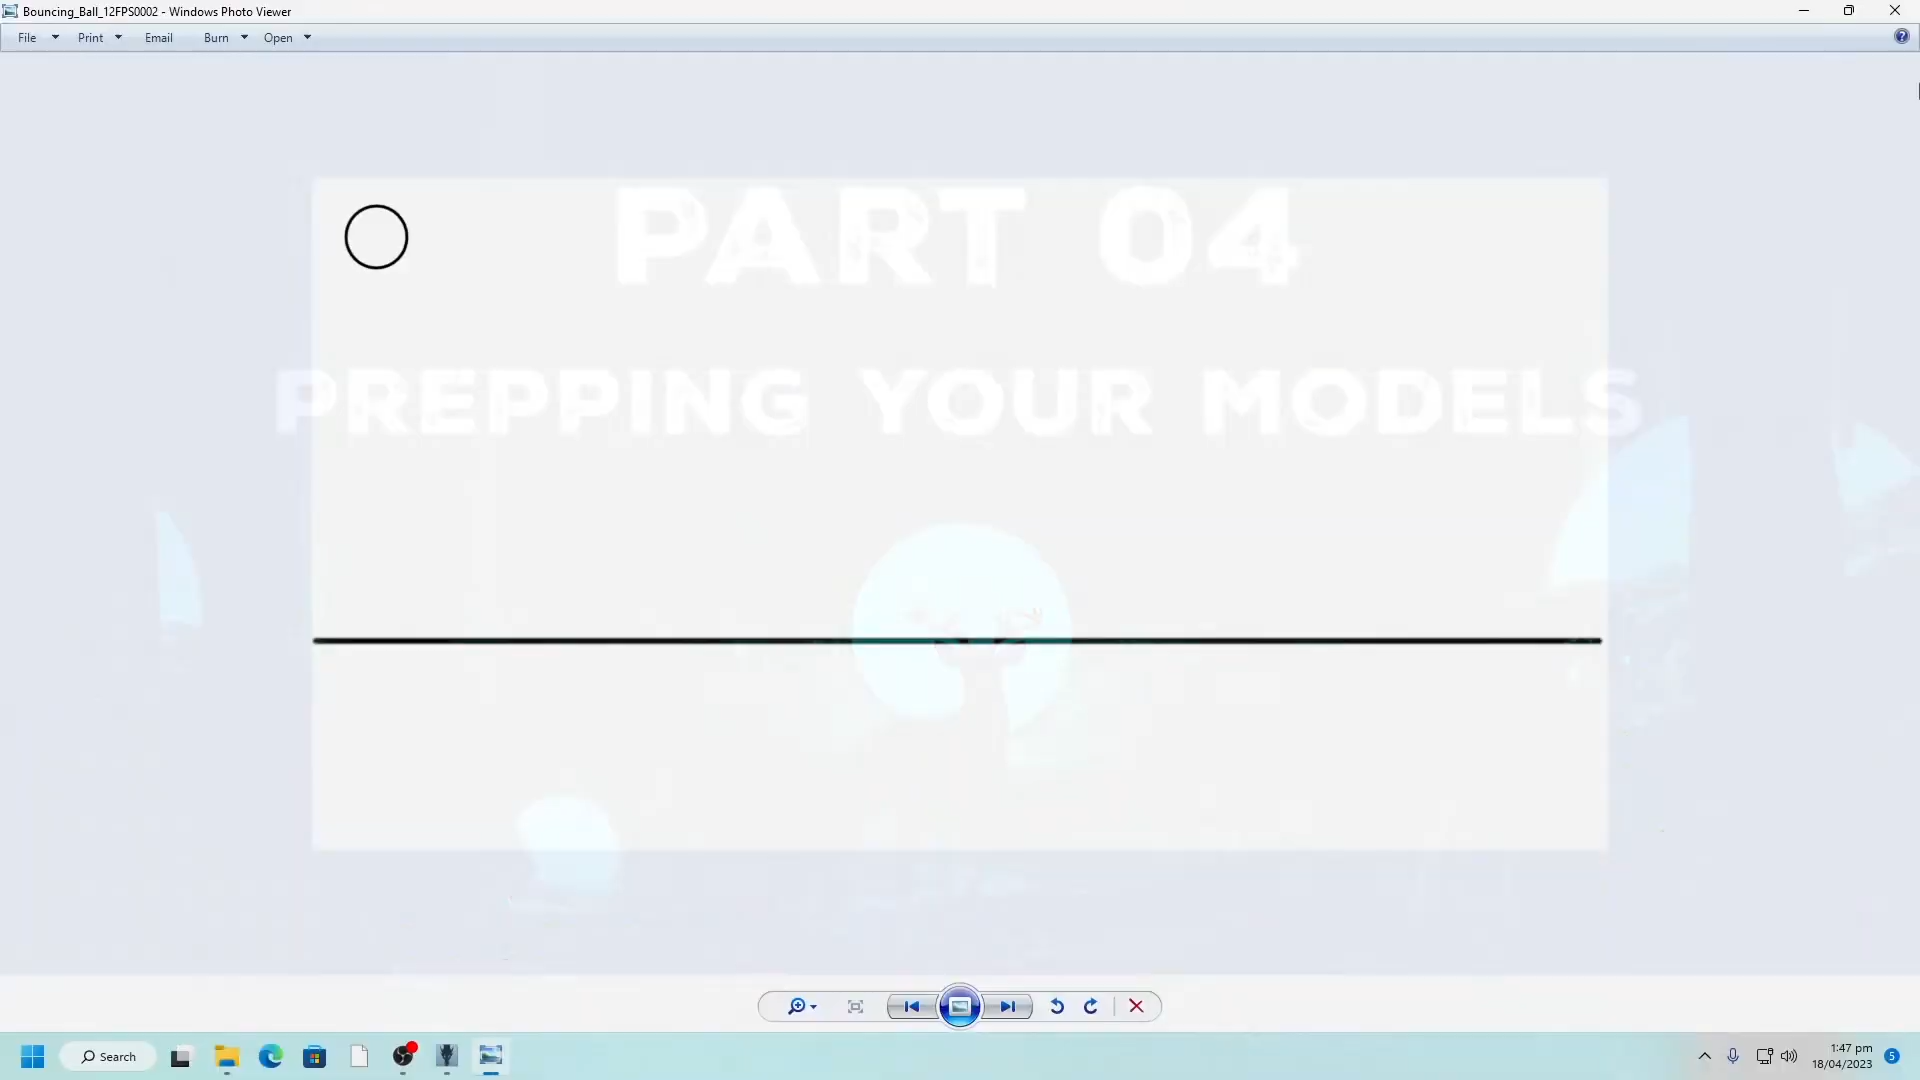 Bouncing_Ball_12FPS0002 - Windows Photo Viewer
File Print Email Burn Open
PART 04
PREPPING YOUR MODELS
Search
1:47 pm
18/04/2023
5